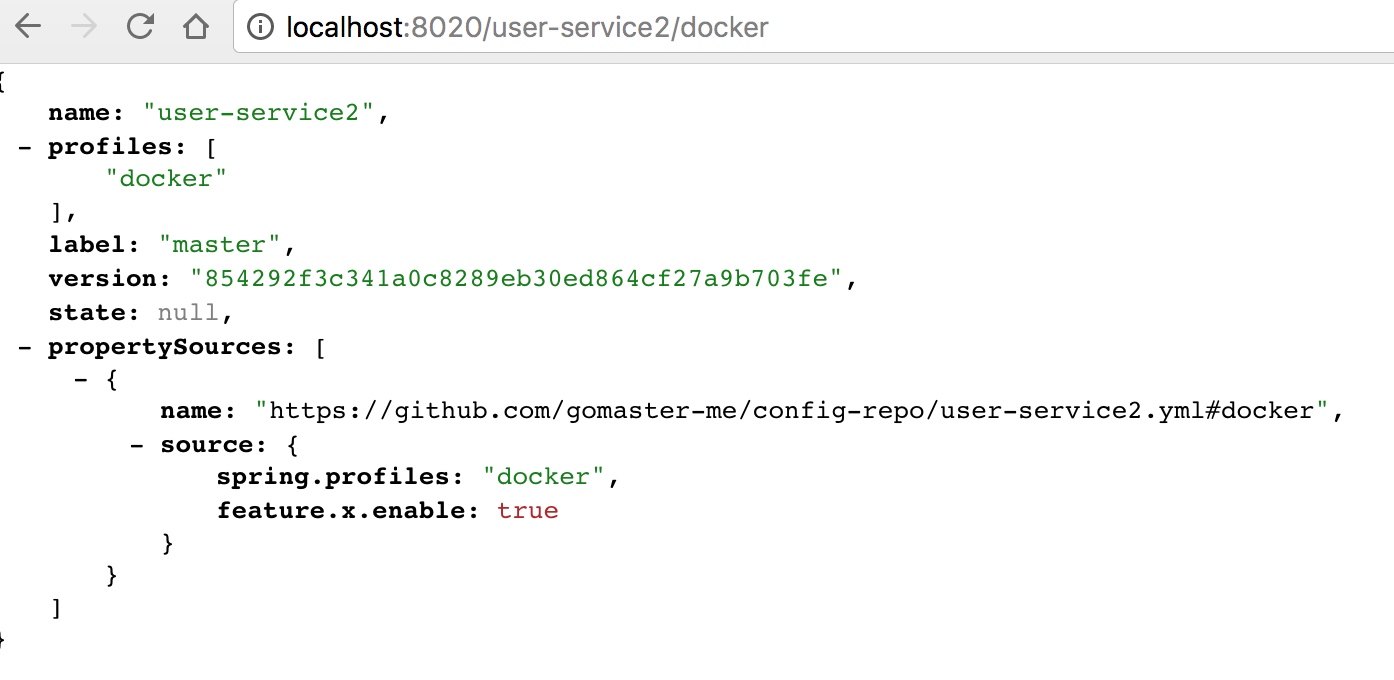 localhost:8020/user-service2/docker
{
name: "user-service2",
- profiles: [
"docker"
],
label: "master",
version: "854292f3c341a0c8289eb30ed864cf27a9b703fe",
state: null,
- propertySources: [
- {
name: "https://github.com/gomaster-me/config-repo/user-service2.yml#docker",
- source: {
spring.profiles: "docker",
feature.x.enable: true
}
}
]
}